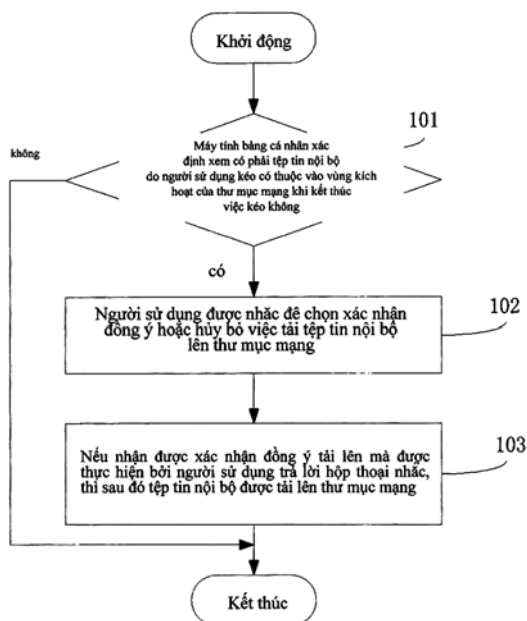 Khởi động
101
không
Máy tính bảng cá nhân xác
định xem có phải tệp tin nội bộ
do người sử dụng kéo có thuộc vào vùng kích
hoạt của thư mục mạng khi kết thúc
việc kéo không
có
Người sử dụng được nhăc đê chọn xác nhận
đồng ý hoặc hủy bỏ việc tải tệp tin nội bộ
lên thư mục mạng
102
Nếu nhận được xác nhận đồng ý tải lên mà được
thực hiện bởi người sử dụng trả lời hộp thoại nhăc,
thì sau đó tệp tin nội bộ được tải lên thư mục mạng
103
Kết thúc